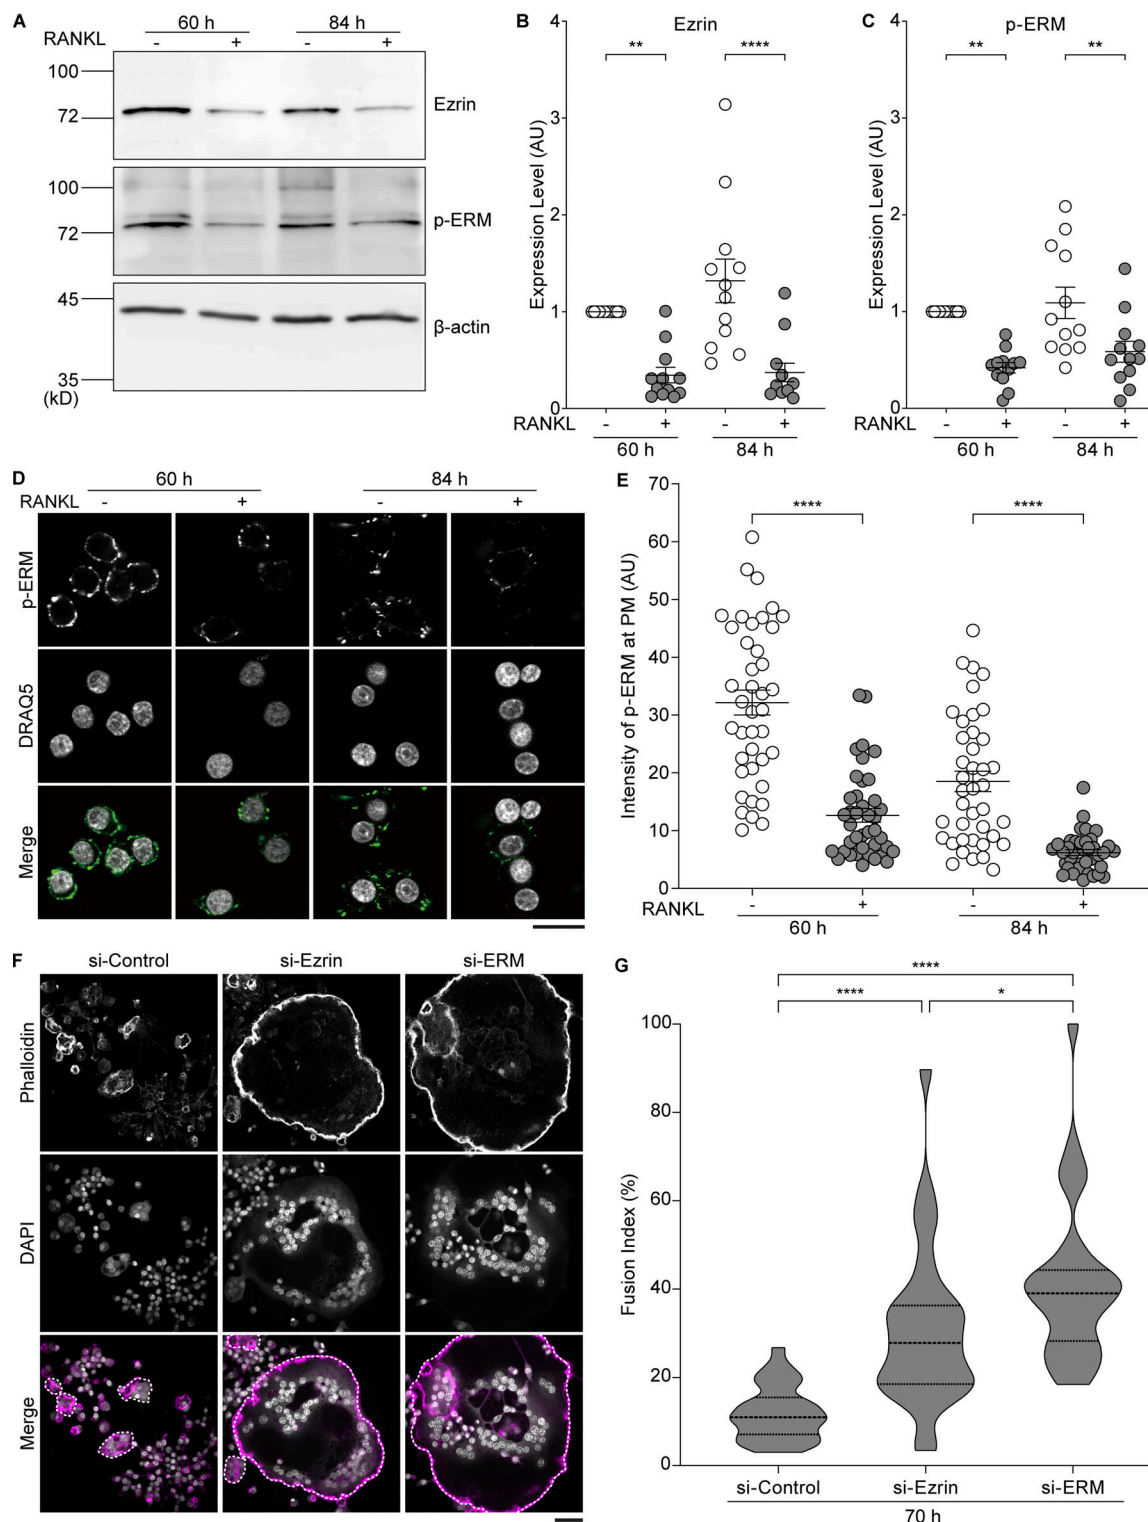 A
60 h
84 h
RANKL
-
+
-
+
100
72
Ezrin
100
72
p-ERM
45
35
β-actin
(kD)
B
Ezrin
**
****
Expression Level (AU)
4
3
2
1
0
RANKL
-
+
-
+
60 h
84 h
C
p-ERM
**
**
Expression Level (AU)
4
3
2
1
0
RANKL
-
+
-
+
60 h
84 h
D
60 h
84 h
RANKL
-
+
-
+
p-ERM
DRAQ5
Merge
E
****
****
Intensity of p-ERM at PM (AU)
70
60
50
40
30
20
10
0
RANKL
-
+
-
+
60 h
84 h
F
si-Control
si-Ezrin
si-ERM
Phalloidin
DAPI
Merge
G
****
****
*
Fusion Index (%)
100
80
60
40
20
0
si-Control
si-Ezrin
si-ERM
70 h